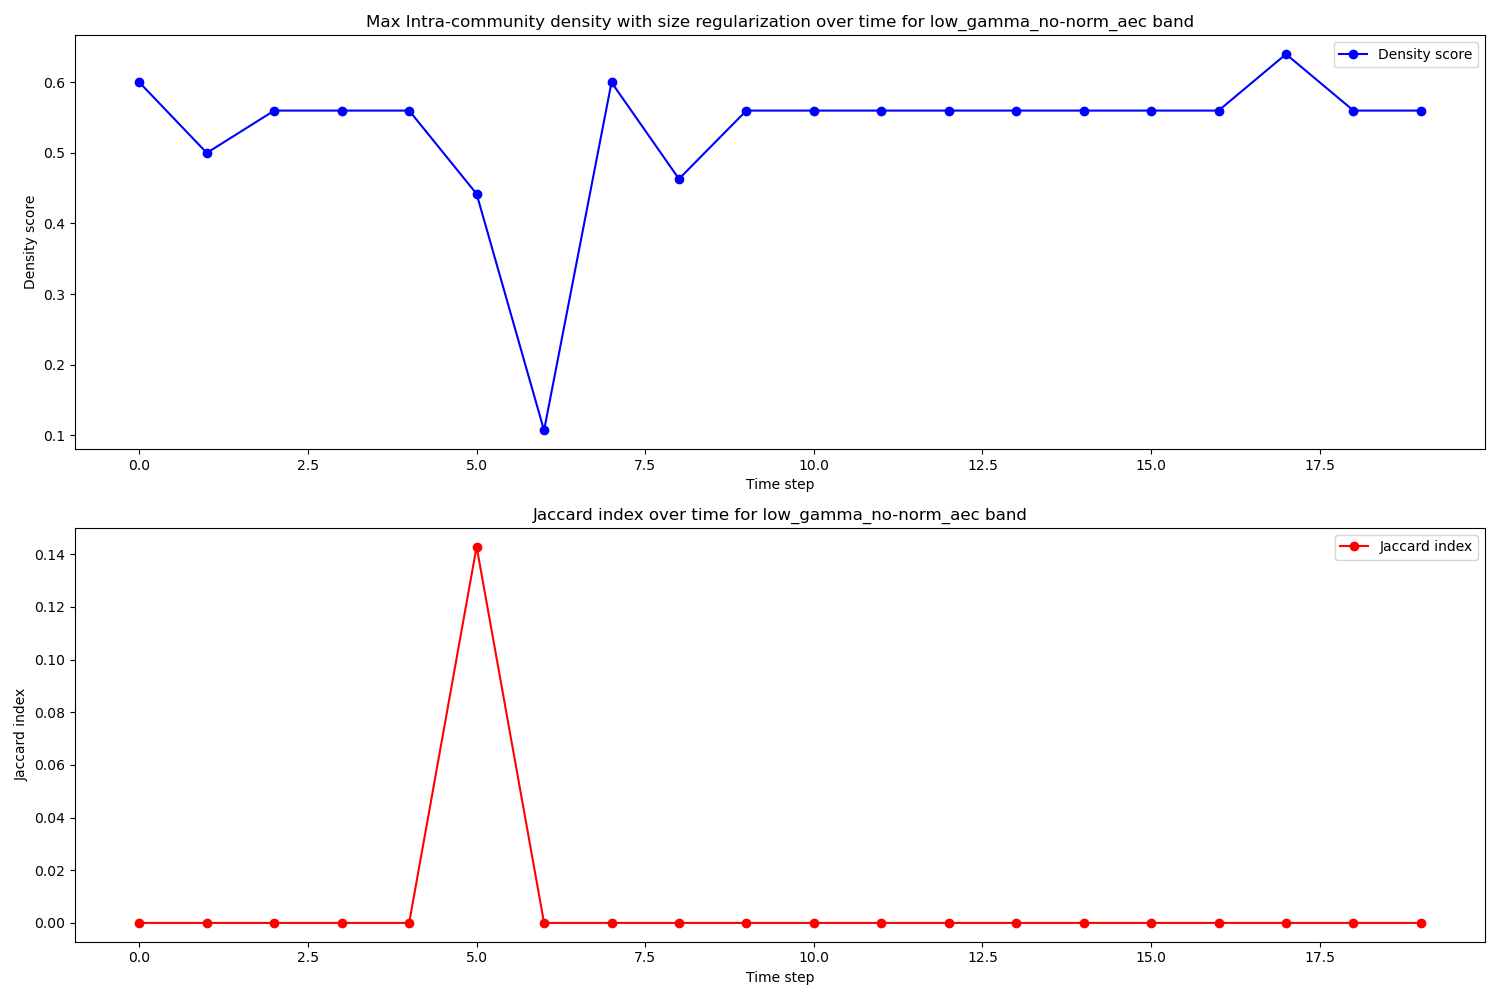 Max Intra-community density with size regularization over time for low_gamma_no-norm_aec band
Density score
0.6
0.5
0.4
0.3
0.2
0.1
Density score
0.0 2.5 5.0 7.5 10.0 12.5 15.0 17.5
Time step
Jaccard index over time for low_gamma_no-norm_aec band
Jaccard index
0.14
0.12
0.10
0.08
0.06
0.04
0.02
0.00
Jaccard index
0.0 2.5 5.0 7.5 10.0 12.5 15.0 17.5
Time step